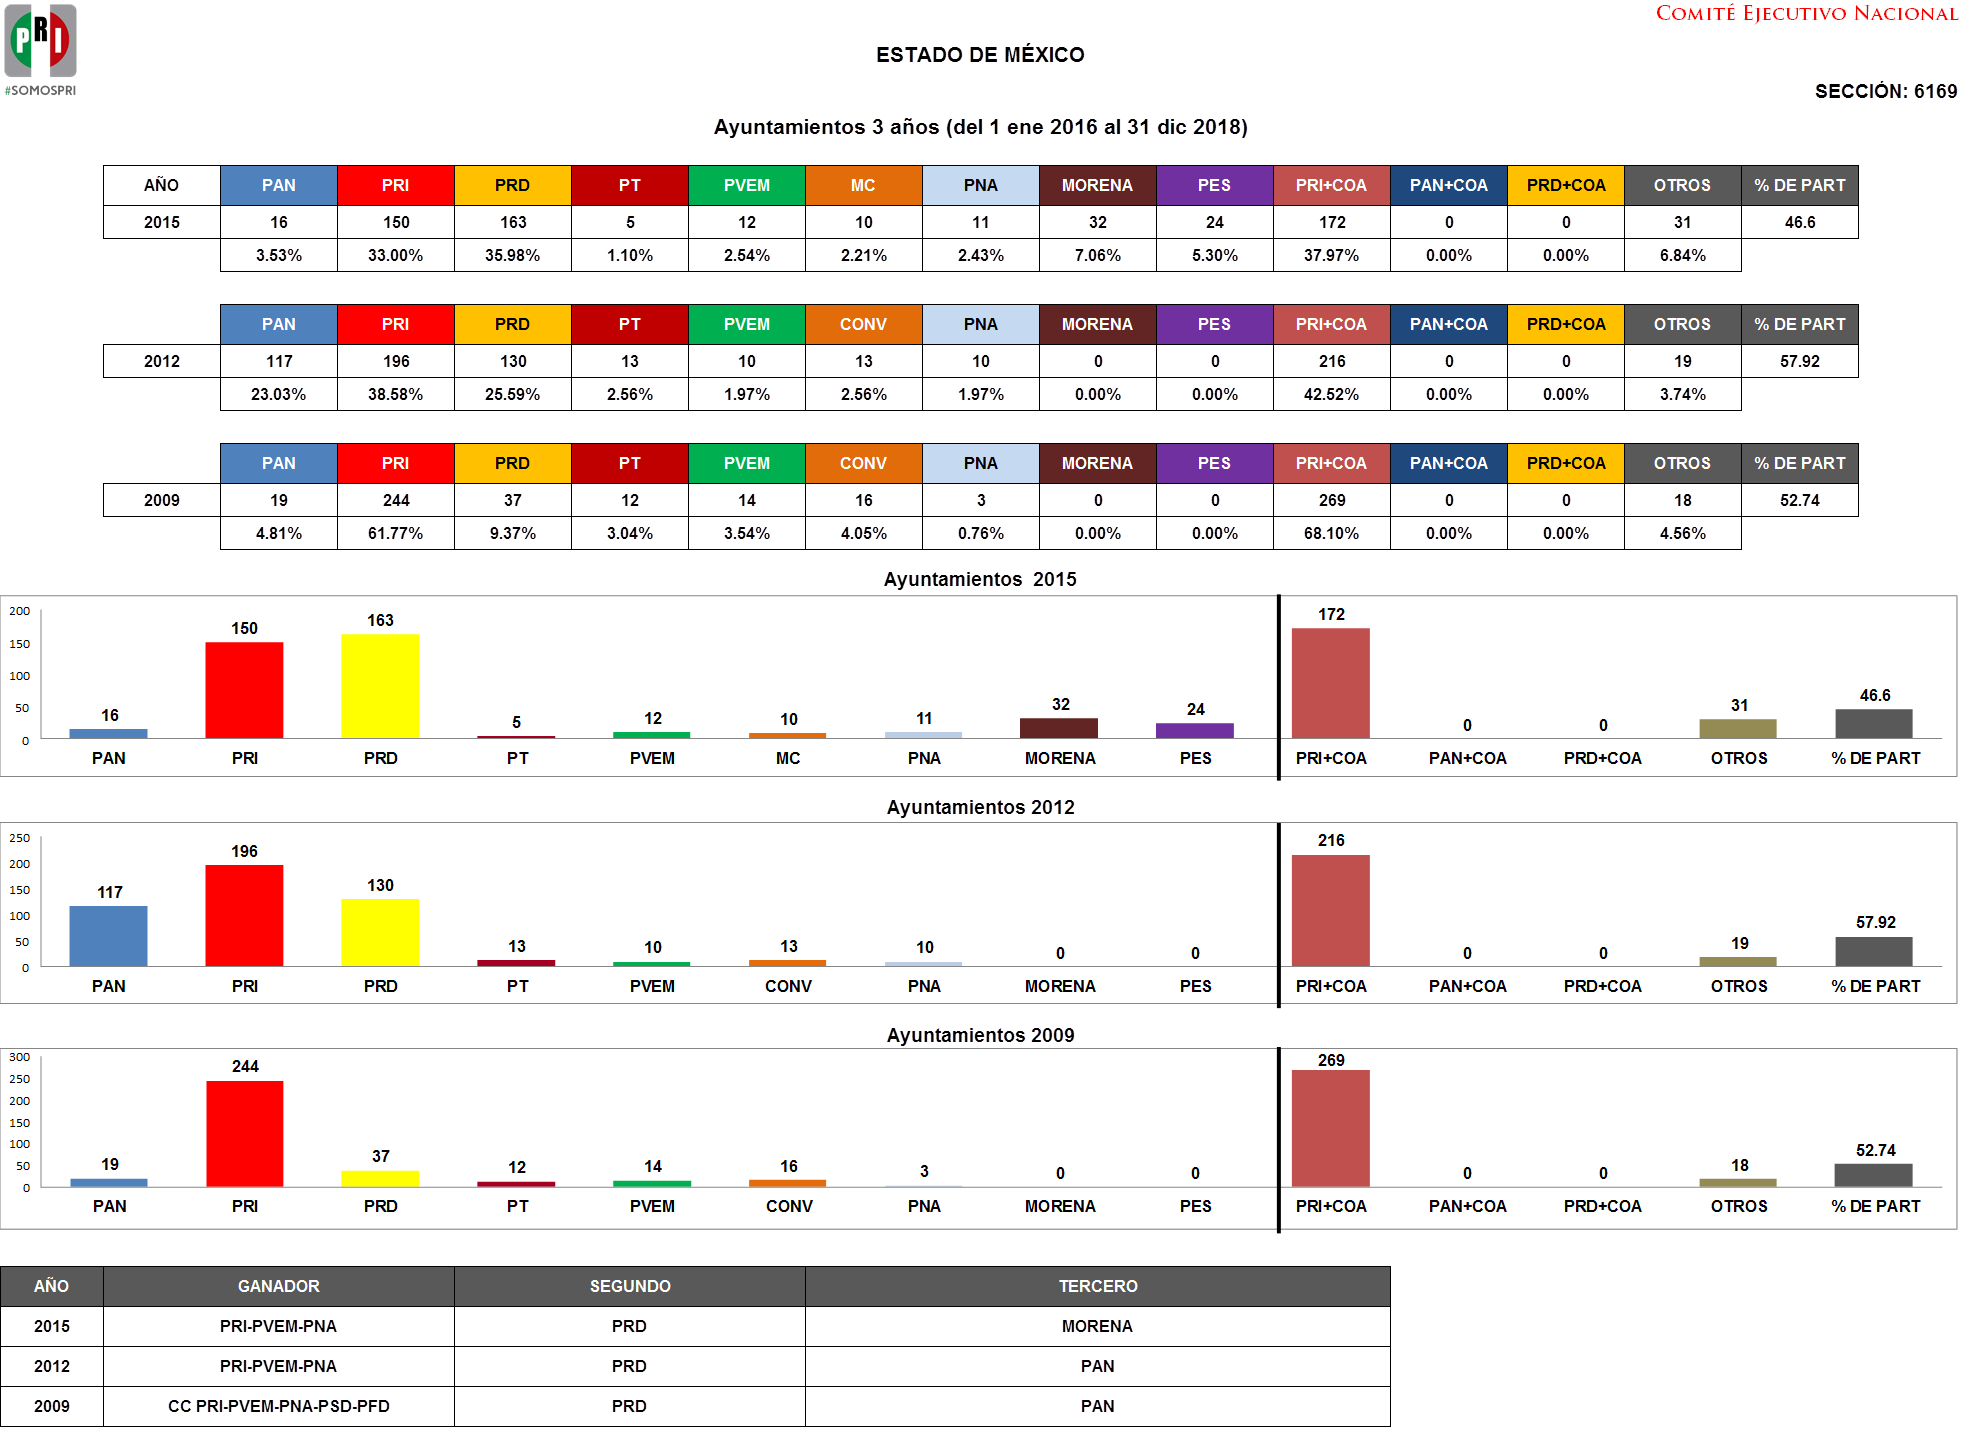 PRI
#SOMOSPRI
COMITÉ EJECUTIVO NACIONAL
ESTADO DE MÉXICO
SECCIÓN: 6169
Ayuntamientos 3 años (del 1 ene 2016 al 31 dic 2018)
AÑO PAN PRI PRD PT PVEM MC PNA MORENA PES PRI+COA PAN+COA PRD+COA OTROS % DE PART
2015 16 150 163 5 12 10 11 32 24 172 0 0 31 46.6
3.53% 33.00% 35.98% 1.10% 2.54% 2.21% 2.43% 7.06% 5.30% 37.97% 0.00% 0.00% 6.84%
PAN PRI PRD PT PVEM CONV PNA MORENA PES PRI+COA PAN+COA PRD+COA OTROS % DE PART
2012 117 196 130 13 10 13 10 0 0 216 0 0 19 57.92
23.03% 38.58% 25.59% 2.56% 1.97% 2.56% 1.97% 0.00% 0.00% 42.52% 0.00% 0.00% 3.74%
PAN PRI PRD PT PVEM CONV PNA MORENA PES PRI+COA PAN+COA PRD+COA OTROS % DE PART
2009 19 244 37 12 14 16 3 0 0 269 0 0 18 52.74
4.81% 61.77% 9.37% 3.04% 3.54% 4.05% 0.76% 0.00% 0.00% 68.10% 0.00% 0.00% 4.56%
Ayuntamientos 2015
200
150
100
50
0
16 150 163 5 12 10 11 32 24 172 0 0 31 46.6
PAN PRI PRD PT PVEM MC PNA MORENA PES PRI+COA PAN+COA PRD+COA OTROS % DE PART
Ayuntamientos 2012
250
200
150
100
50
0
117 196 130 13 10 13 10 0 0 216 0 0 19 57.92
PAN PRI PRD PT PVEM CONV PNA MORENA PES PRI+COA PAN+COA PRD+COA OTROS % DE PART
Ayuntamientos 2009
300
250
200
150
100
50
0
19 244 37 12 14 16 3 0 0 269 0 0 18 52.74
PAN PRI PRD PT PVEM CONV PNA MORENA PES PRI+COA PAN+COA PRD+COA OTROS % DE PART
AÑO GANADOR SEGUNDO TERCERO
2015 PRI-PVEM-PNA PRD MORENA
2012 PRI-PVEM-PNA PRD PAN
2009 CC PRI-PVEM-PNA-PSD-PFD PRD PAN